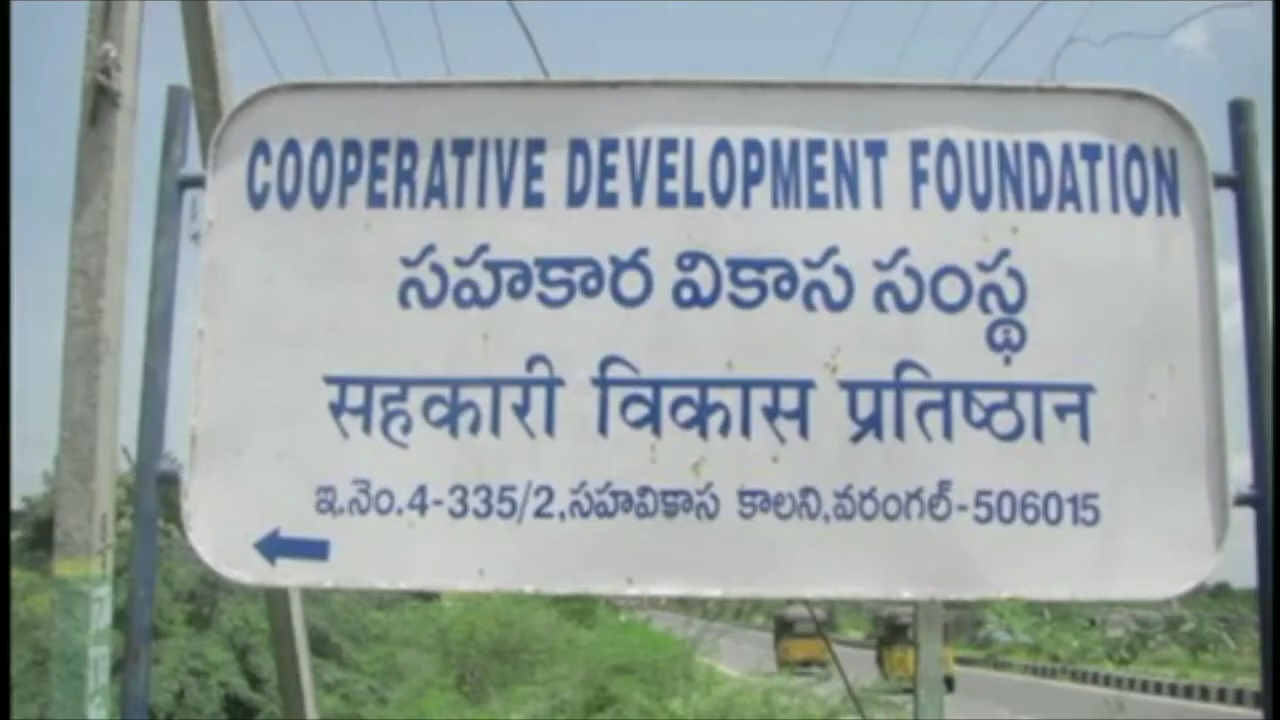 COOPERATIVE DEVELOPMENT FOUNDATION
సహకార వికాస సంస్థ
सहकारी विकास प्रतिष्ठान
ఇ.నెం.4-335/2,సహవికాస కాలని,వరంగల్-506015